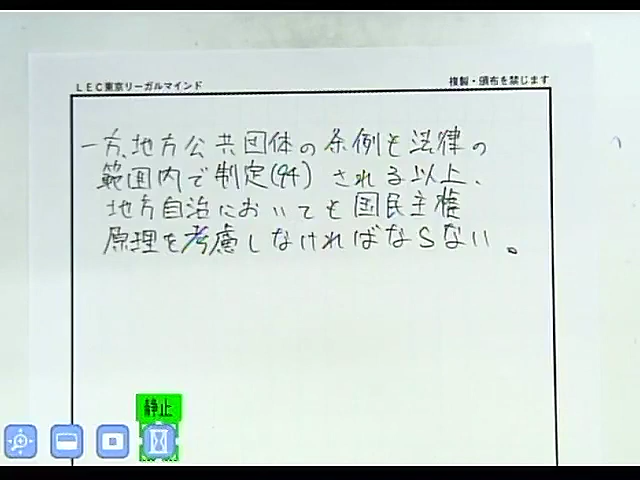 LEC東京リーガルマインド
複製・頒布を禁じます
一方、地方公共団体の条例も法律の
範囲内で制定(94)される以上、
地方自治においても国民主権
原理を考慮しなければならない。
静止